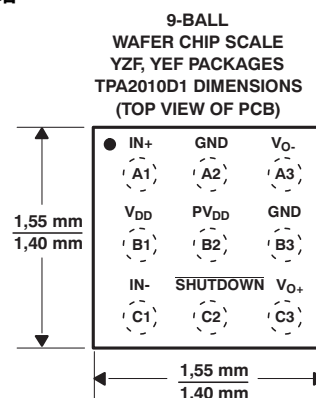 9-BALL
WAFER CHIP SCALE
YZF, YEF PACKAGES
TPA2010D1 DIMENSIONS
(TOP VIEW OF PCB)
IN+ GND VO-
A1 A2 A3
VDD PVDD GND
B1 B2 B3
IN- SHUTDOWN VO+
C1 C2 C3
1,55 mm
1,40 mm
1,55 mm
1,40 mm